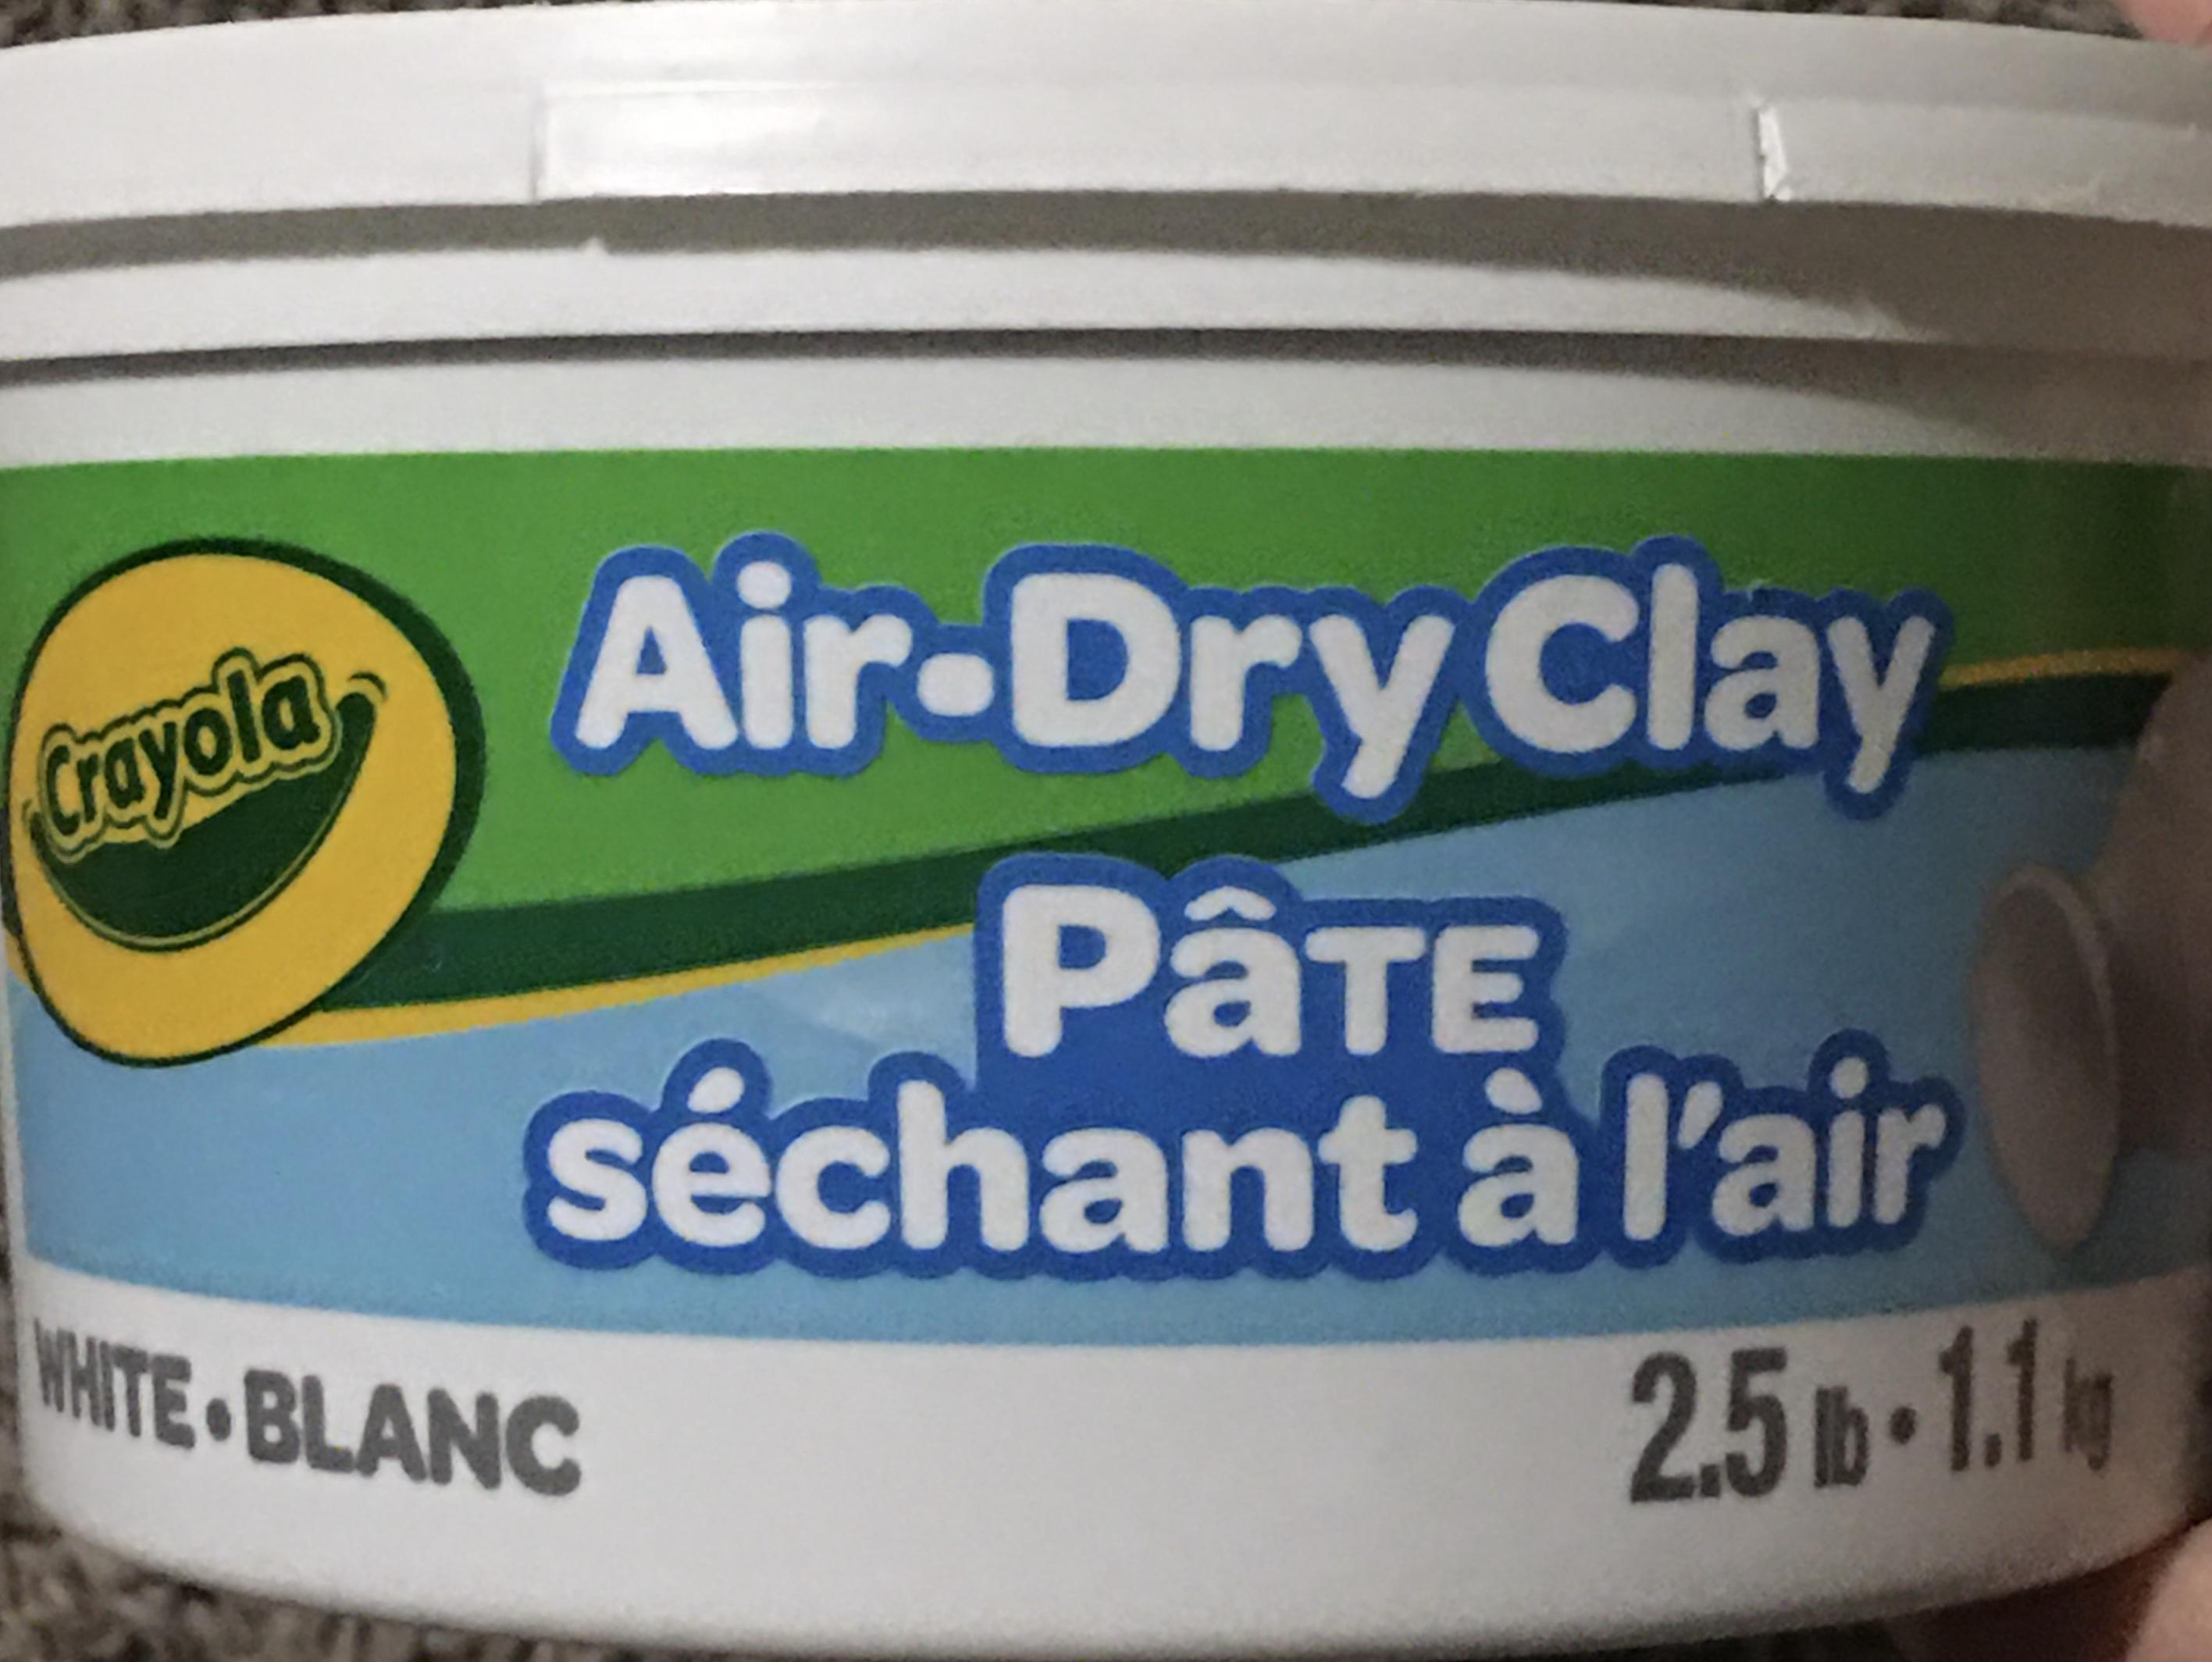 Crayola
Air-Dry Clay
PâTE
séchant à l'air
WHITE • BLANC
2.5 lb • 1.1 kg